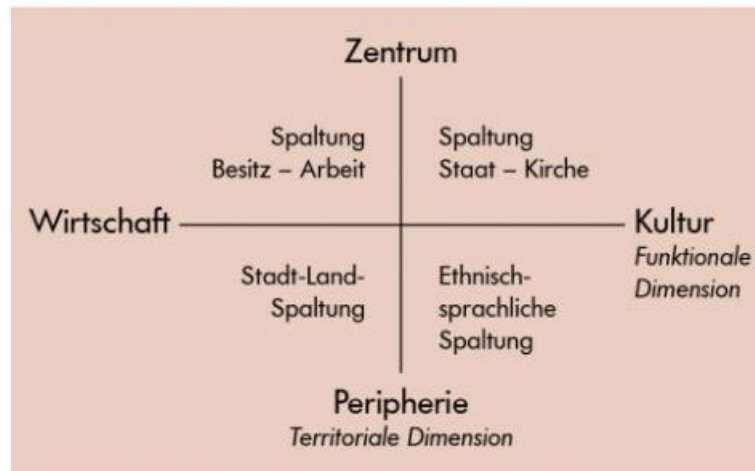 Zentrum
Spaltung
Besitz – Arbeit
Spaltung
Staat – Kirche
Wirtschaft
Kultur
Funktionale
Dimension
Stadt-Land-
Spaltung
Ethnisch-
sprachliche
Spaltung
Peripherie
Territoriale Dimension